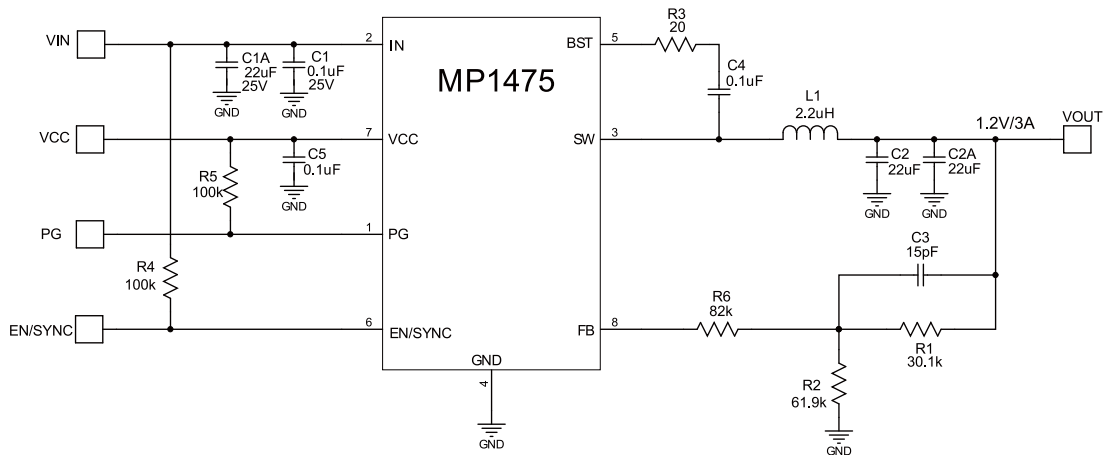 VIN
C1A
22uF
25V
GND
C1
0.1uF
25V
GND
2
IN
MP1475
BST
5
R3
20
C4
0.1uF
VCC
7
VCC
SW
3
L1
2.2uH
1.2V/3A
VOUT
C5
0.1uF
GND
C2
22uF
GND
C2A
22uF
GND
R5
100k
PG
1
PG
R4
100k
C3
15pF
EN/SYNC
6
EN/SYNC
FB
8
R6
82k
R1
30.1k
GND
4
GND
R2
61.9k
GND